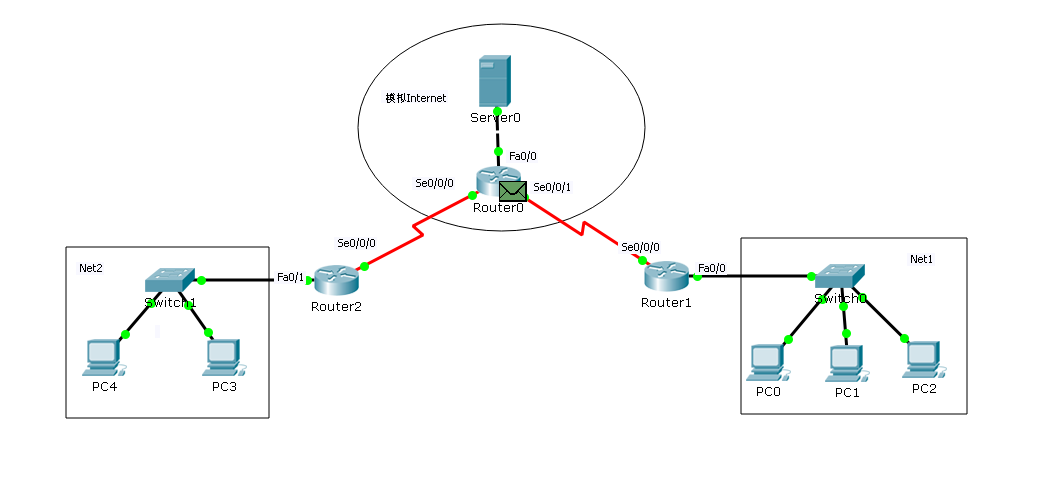 模拟Internet
Server0
Fa0/0
Se0/0/0
Se0/0/1
Router0
Se0/0/0
Se0/0/0
Net2
Fa0/1
Fa0/0
Net1
Switch1
Router2
Router1
Switch0
PC4
PC3
PC0
PC1
PC2